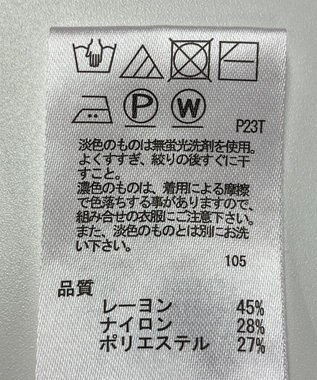 P
W
P23T
淡色のものは無蛍光洗剤を使用。
よくすすぎ、絞りの後すぐに干
すこと。
濃色のものは、着用による摩擦
で色落ちする事がありますので、
組み合せの衣服にご注意下さい。
また、淡色のものとは別にお洗
い下さい。
105
品質
レーヨン 45%
ナイロン 28%
ポリエステル 27%